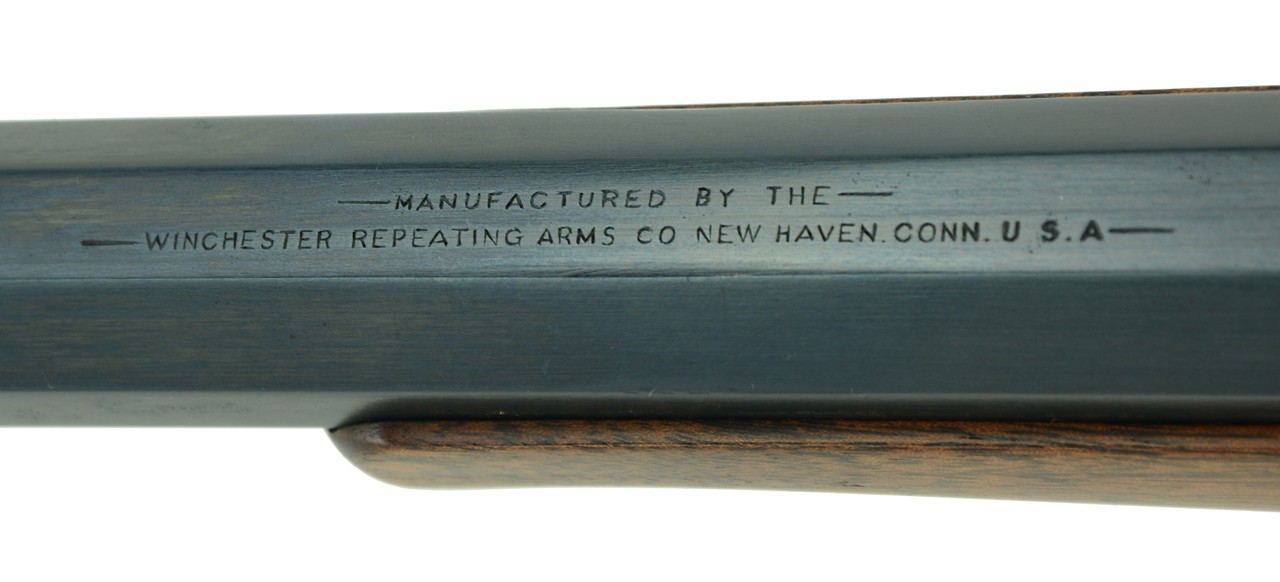 —MANUFACTURED BY THE—
—WINCHESTER REPEATING ARMS CO NEW HAVEN. CONN. U S.A—